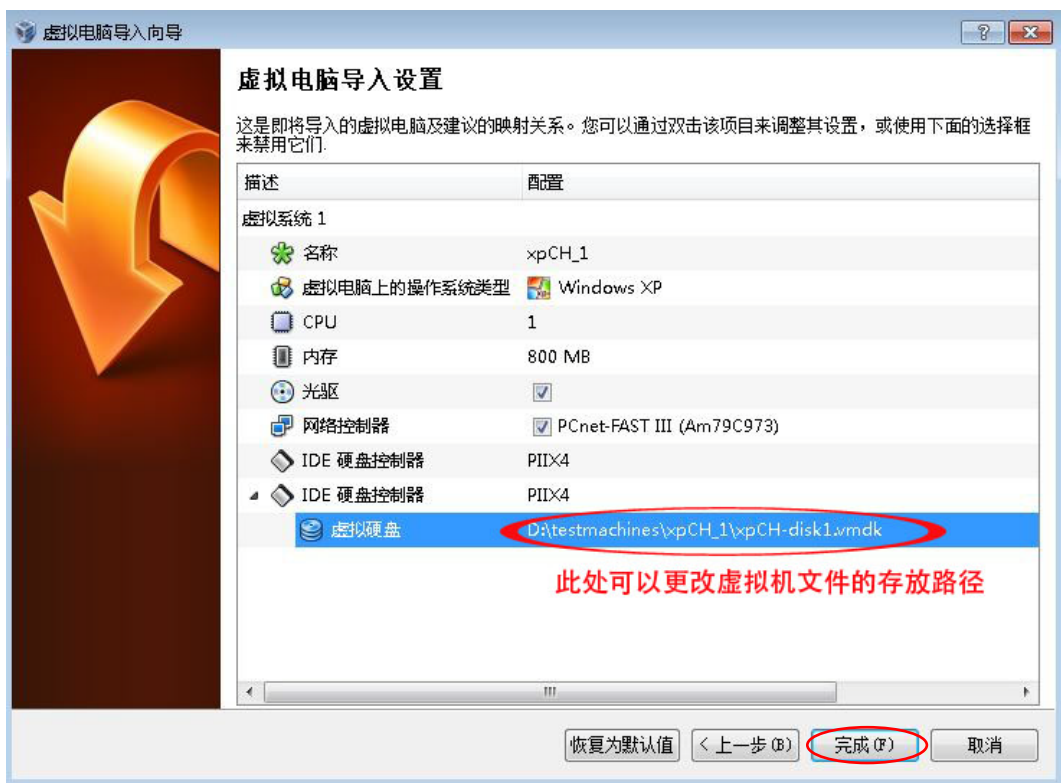 虚拟电脑导入向导
虚拟电脑导入设置
这是即将导入的虚拟电脑及建议的映射关系。您可以通过双击该项目来调整其设置，或使用下面的选择框
来禁用它们.
描述 配置
虚拟系统 1
名称 xpCH_1
虚拟电脑上的操作系统类型 Windows XP
CPU 1
内存 800 MB
光驱
网络控制器 PCnet-FAST III (Am79C973)
IDE 硬盘控制器 PIIX4
IDE 硬盘控制器 PIIX4
虚拟硬盘 D:\testmachines\xpCH_1\xpCH-disk1.vmdk
此处可以更改虚拟机文件的存放路径
恢复为默认值 < 上一步(B) 完成(F) 取消